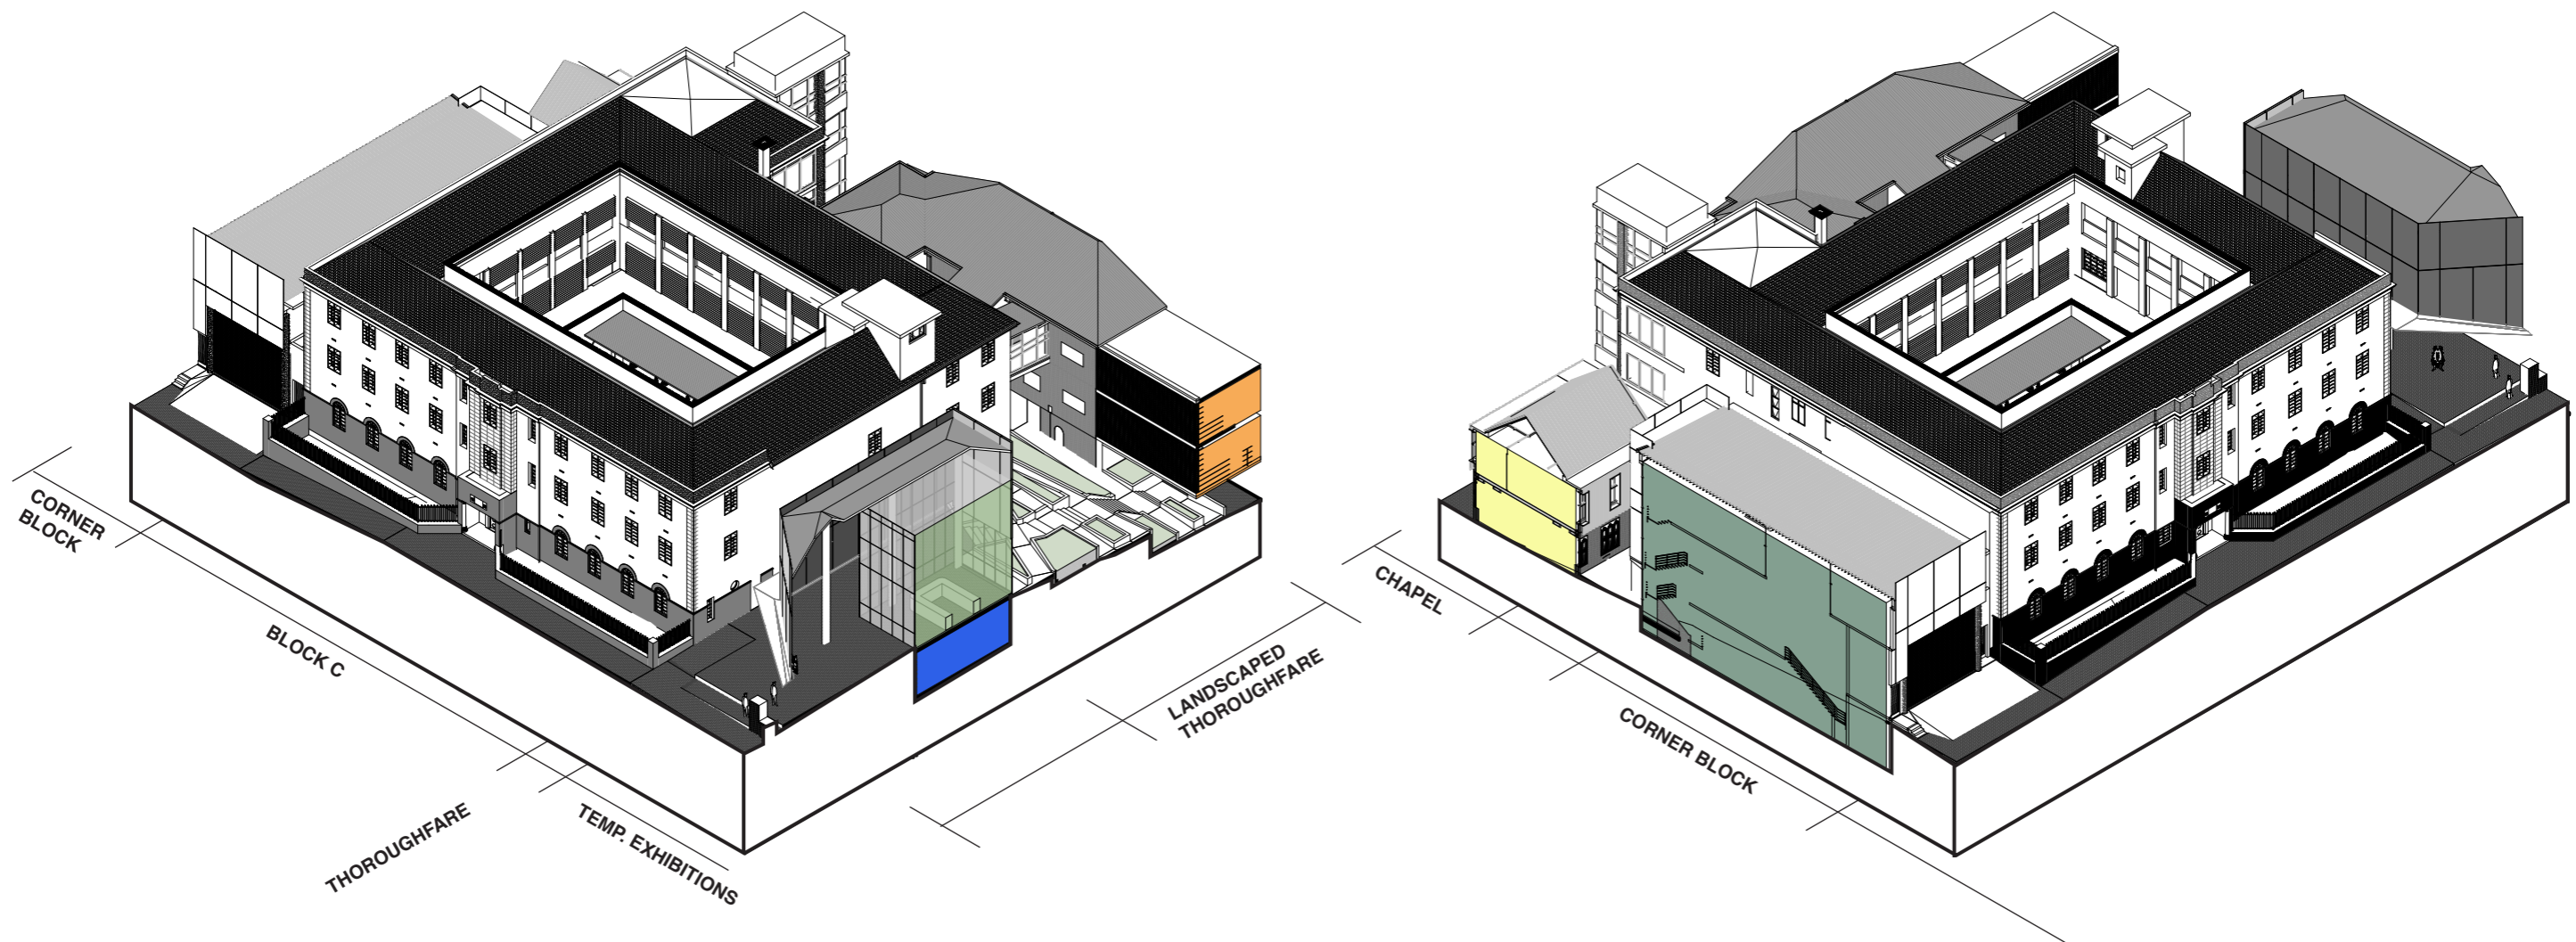 CORNER
BLOCK
BLOCK C
THOROUGHFARE
TEMP. EXHIBITIONS
LANDSCAPED
THOROUGHFARE
CHAPEL
CORNER BLOCK